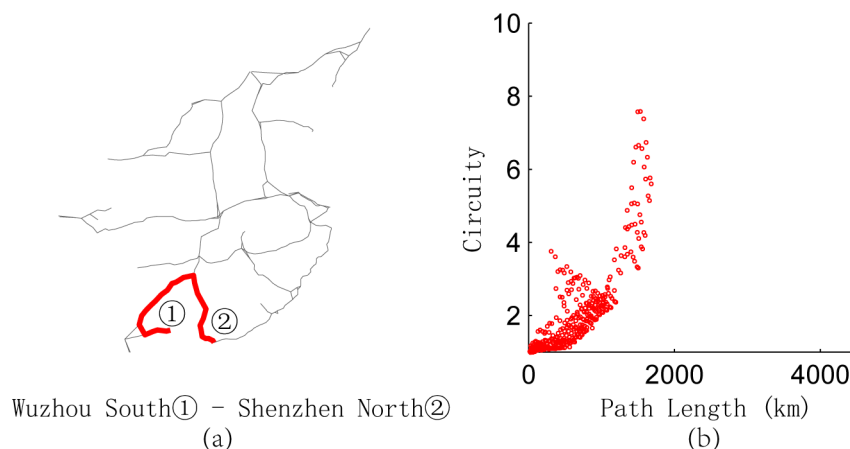 ① ②
Wuzhou South① - Shenzhen North②
(a)
10
8
6
4
2
Circuity
0 2000 4000
Path Length (km)
(b)